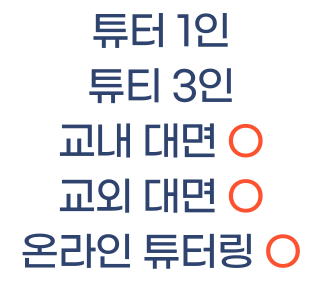 튜터 1인
튜티 3인
교내 대면 ○
교외 대면 ○
온라인 튜터링 ○